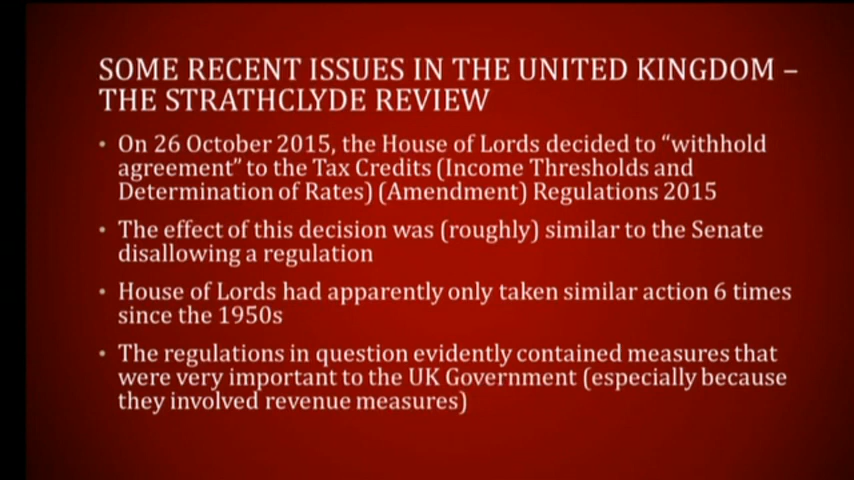 SOME RECENT ISSUES IN THE UNITED KINGDOM –
THE STRATHCLYDE REVIEW
• On 26 October 2015, the House of Lords decided to “withhold
agreement” to the Tax Credits (Income Thresholds and
Determination of Rates) (Amendment) Regulations 2015
• The effect of this decision was (roughly) similar to the Senate
disallowing a regulation
• House of Lords had apparently only taken similar action 6 times
since the 1950s
• The regulations in question evidently contained measures that
were very important to the UK Government (especially because
they involved revenue measures)